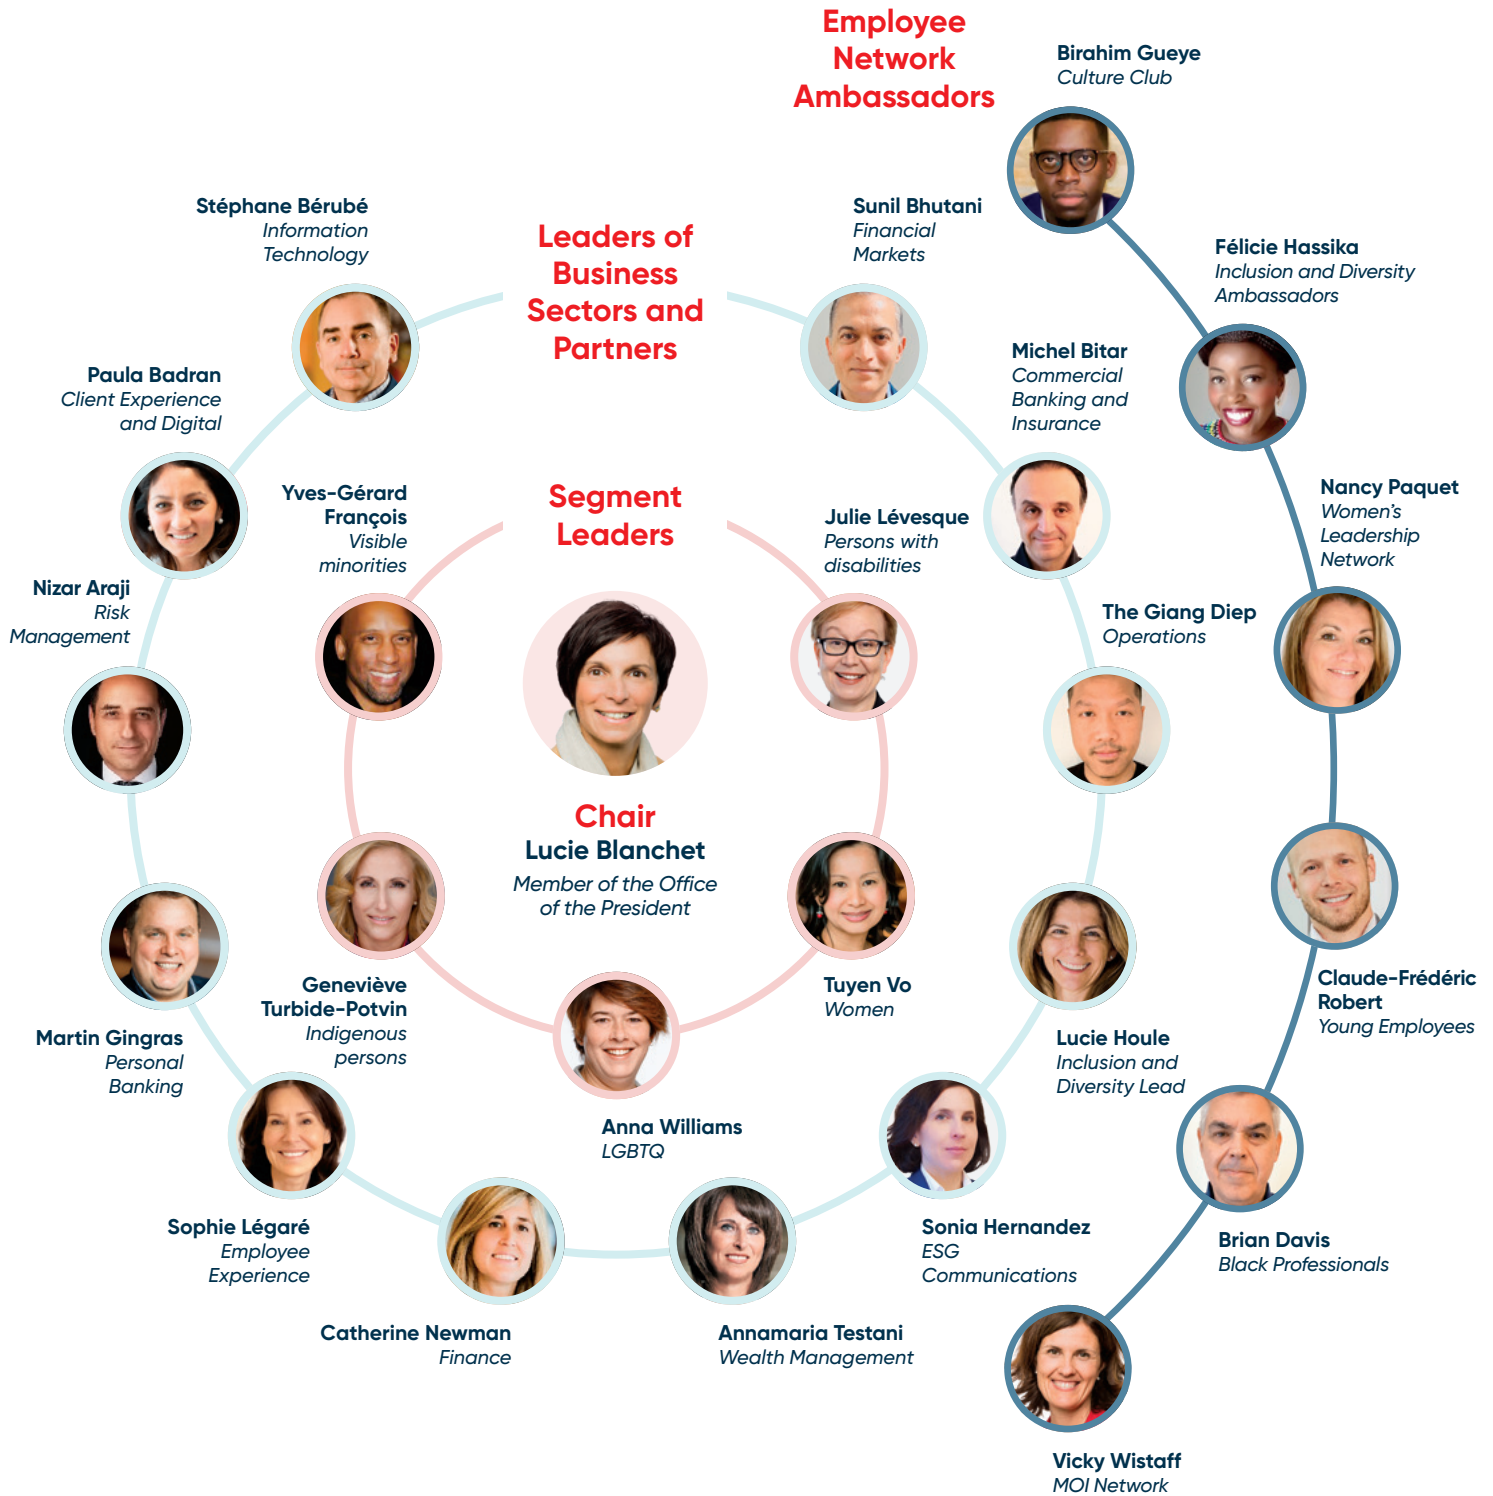 Employee
Network
Ambassadors
Birahim Gueye
Culture Club
Félicie Hassika
Inclusion and Diversity
Ambassadors
Nancy Paquet
Women's
Leadership
Network
Claude-Frédéric
Robert
Young Employees
Brian Davis
Black Professionals
Vicky Wistaff
MOI Network
Leaders of
Business
Sectors and
Partners
Stéphane Bérubé
Information
Technology
Sunil Bhutani
Financial
Markets
Paula Badran
Client Experience
and Digital
Michel Bitar
Commercial
Banking and
Insurance
Nizar Araji
Risk
Management
The Giang Diep
Operations
Martin Gingras
Personal
Banking
Lucie Houle
Inclusion and
Diversity Lead
Sophie Légaré
Employee
Experience
Sonia Hernandez
ESG
Communications
Catherine Newman
Finance
Annamaria Testani
Wealth Management
Segment
Leaders
Yves-Gérard
François
Visible
minorities
Julie Lévesque
Persons with
disabilities
Geneviève
Turbide-Potvin
Indigenous
persons
Tuyen Vo
Women
Anna Williams
LGBTQ
Chair
Lucie Blanchet
Member of the Office
of the President